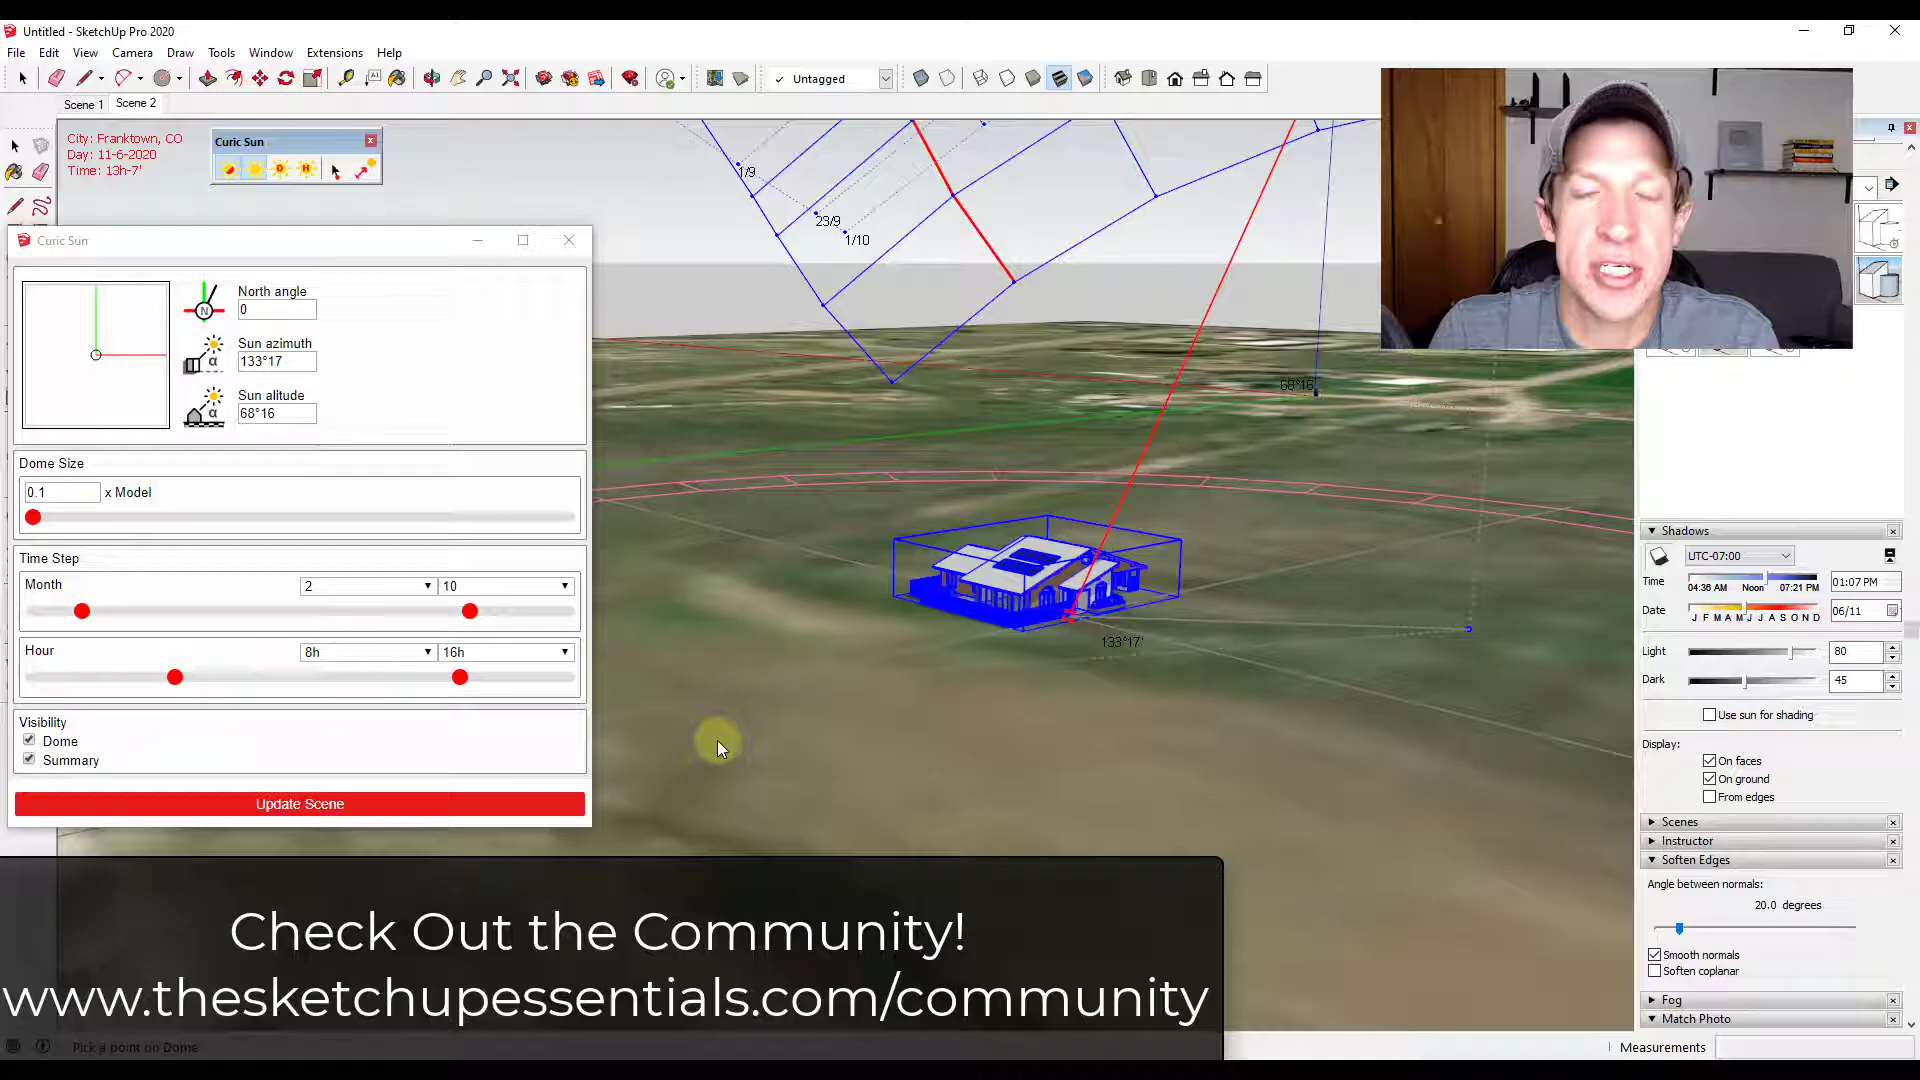 Untitled - SketchUp Pro 2020
File Edit View Camera Draw Tools Window Extensions Help
Untagged
Scene 1 Scene 2
City: Franktown, CO
Day: 11-6-2020
Time: 13h-7'
Curic Sun
1/9
23/9
1/10
68°16'
133°17'
Curic Sun
North angle
0
Sun azimuth
133°17
Sun alitude
68°16
Dome Size
0.1 x Model
Time Step
Month 2 10
Hour 8h 16h
Visibility
Dome
Summary
Update Scene
Shadows
UTC-07:00
Time 04:36 AM Noon 07:21 PM 01:07 PM
Date J F M A M J J A S O N D 06/11
Light 80
Dark 45
Use sun for shading
Display:
On faces
On ground
From edges
Scenes
Instructor
Soften Edges
Angle between normals:
20.0 degrees
Smooth normals
Soften coplanar
Fog
Match Photo
Check Out the Community!
www.thesketchupessentials.com/community
Pick a point on Dome
Measurements